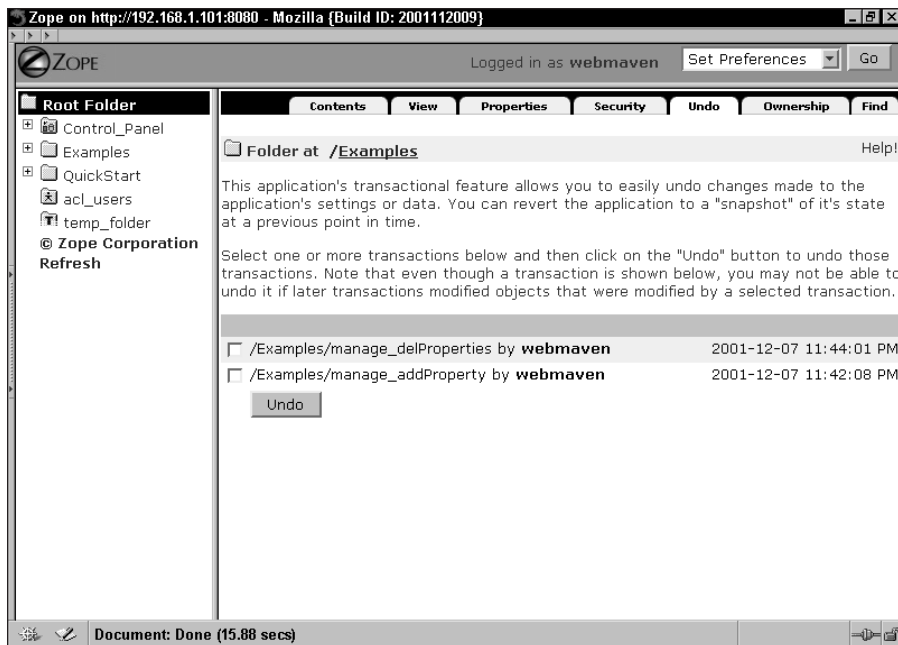 Zope on http://192.168.1.101:8080 - Mozilla {Build ID: 2001112009}
ZOPE
Logged in as webmaven
Set Preferences
Go
Root Folder
Control_Panel
Examples
QuickStart
acl_users
temp_folder
© Zope Corporation
Refresh
Contents View Properties Security Undo Ownership Find
Folder at /Examples
Help!
This application's transactional feature allows you to easily undo changes made to the
application's settings or data. You can revert the application to a "snapshot" of it's state
at a previous point in time.
Select one or more transactions below and then click on the "Undo" button to undo those
transactions. Note that even though a transaction is shown below, you may not be able to
undo it if later transactions modified objects that were modified by a selected transaction.
/Examples/manage_delProperties by webmaven 2001-12-07 11:44:01 PM
/Examples/manage_addProperty by webmaven 2001-12-07 11:42:08 PM
Undo
Document: Done (15.88 secs)